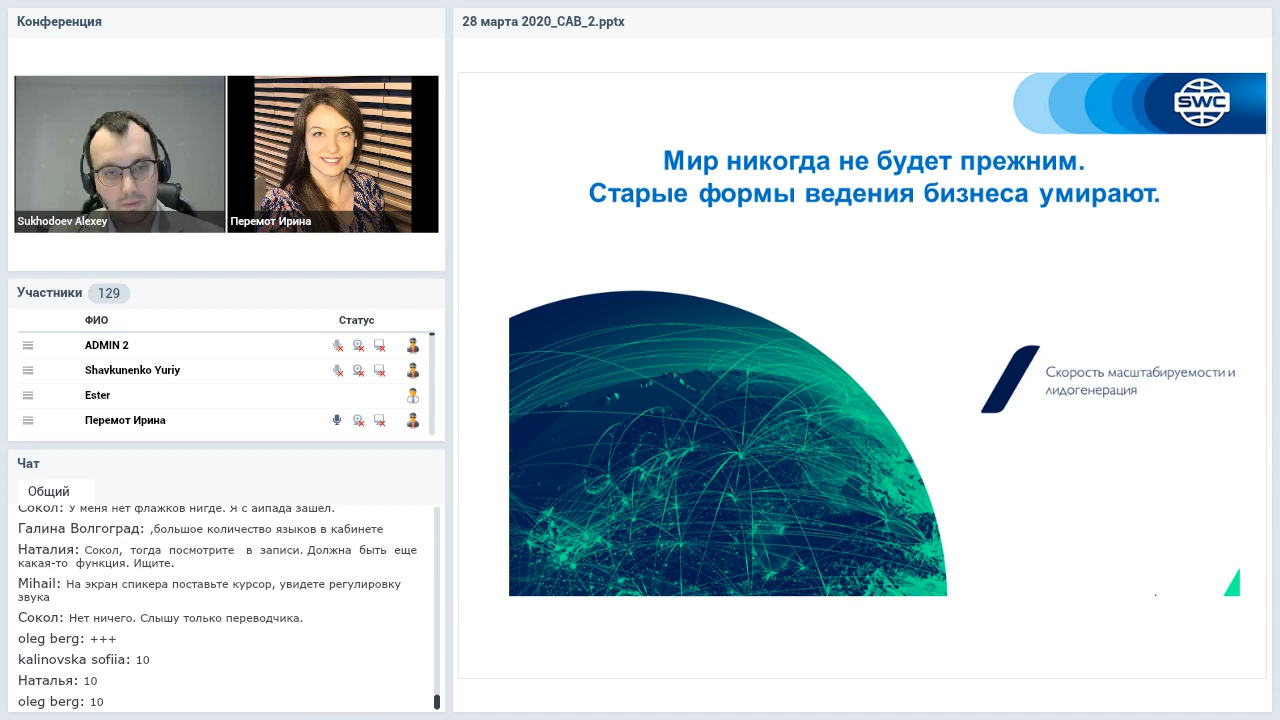 Конференция
Sukhodoev Alexey
Перемот Ирина
Участники 129
ФИО Статус
ADMIN 2
Shavkunenko Yuriy
Ester
Перемот Ирина
Чат
Общий
Сокол: У меня нет флажков нигде. Я с айпада зашел.
Галина Волгоград: ,большое количество языков в кабинете
Наталия: Сокол, тогда посмотрите в записи. Должна быть еще
какая-то функция. Ищите.
Mihail: На экран спикера поставьте курсор, увидете регулировку
звука
Сокол: Нет ничего. Слышу только переводчика.
oleg berg: +++
kalinovska sofiia: 10
Наталья: 10
oleg berg: 10
28 марта 2020_САВ_2.pptx
SWC
Мир никогда не будет прежним.
Старые формы ведения бизнеса умирают.
Скорость масштабируемости и
лидогенерация